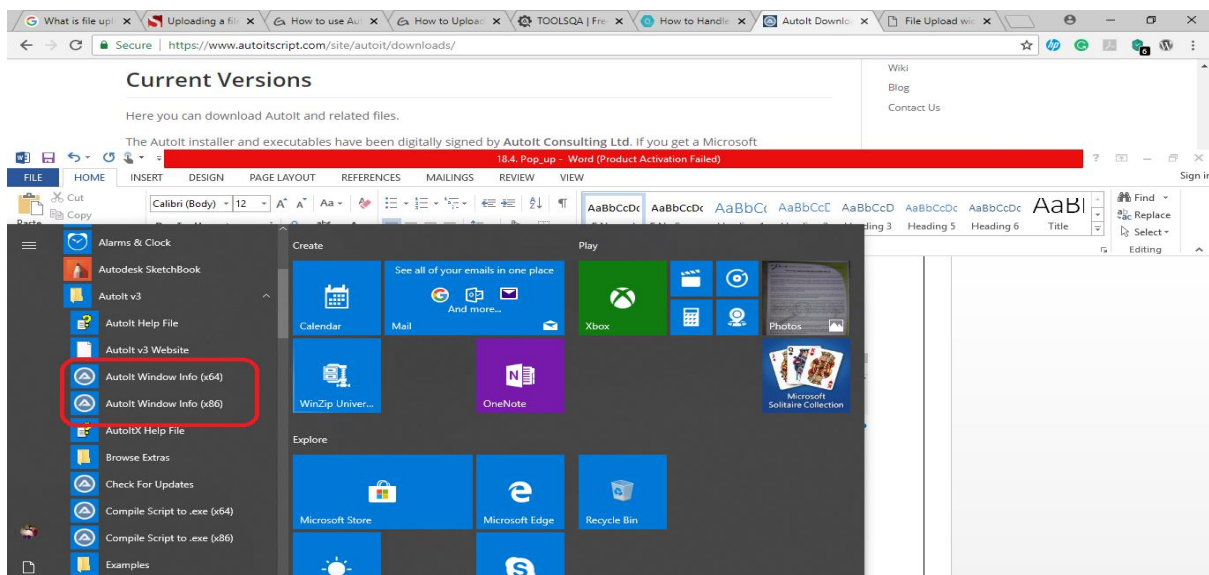 What is file upl
Uploading a file
How to use Aut
How to Upload
TOOLSQA | Fre
How to Handle
AutoIt Downlo
File Upload wi
Secure | https://www.autoitscript.com/site/autoit/downloads/
6
Current Versions
Here you can download AutoIt and related files.
The AutoIt installer and executables have been digitally signed by AutoIt Consulting Ltd. If you get a Microsoft
Wiki
Blog
Contact Us
18.4. Pop_up - Word (Product Activation Failed)
FILE HOME INSERT DESIGN PAGE LAYOUT REFERENCES MAILINGS REVIEW VIEW
Sign in
Cut
Copy
Paste
Calibri (Body) 12
AaBbCcDc AaBbCcDc AaBbCc AaBbCcE AaBbCcD AaBbCcDc AaBbCcDc AaBl
ding 3 Heading 5 Heading 6 Title
Find
Replace
Select
Editing
Alarms & Clock
Autodesk SketchBook
AutoIt v3
AutoIt Help File
AutoIt v3 Website
AutoIt Window Info (x64)
AutoIt Window Info (x86)
AutoItX Help File
Browse Extras
Check For Updates
Compile Script to .exe (x64)
Compile Script to .exe (x86)
Examples
Create
Calendar
See all of your emails in one place
And more...
Mail
WinZip Univer...
OneNote
Play
Xbox
Photos
Microsoft
Solitaire Collection
Explore
Microsoft Store
Microsoft Edge
Recycle Bin